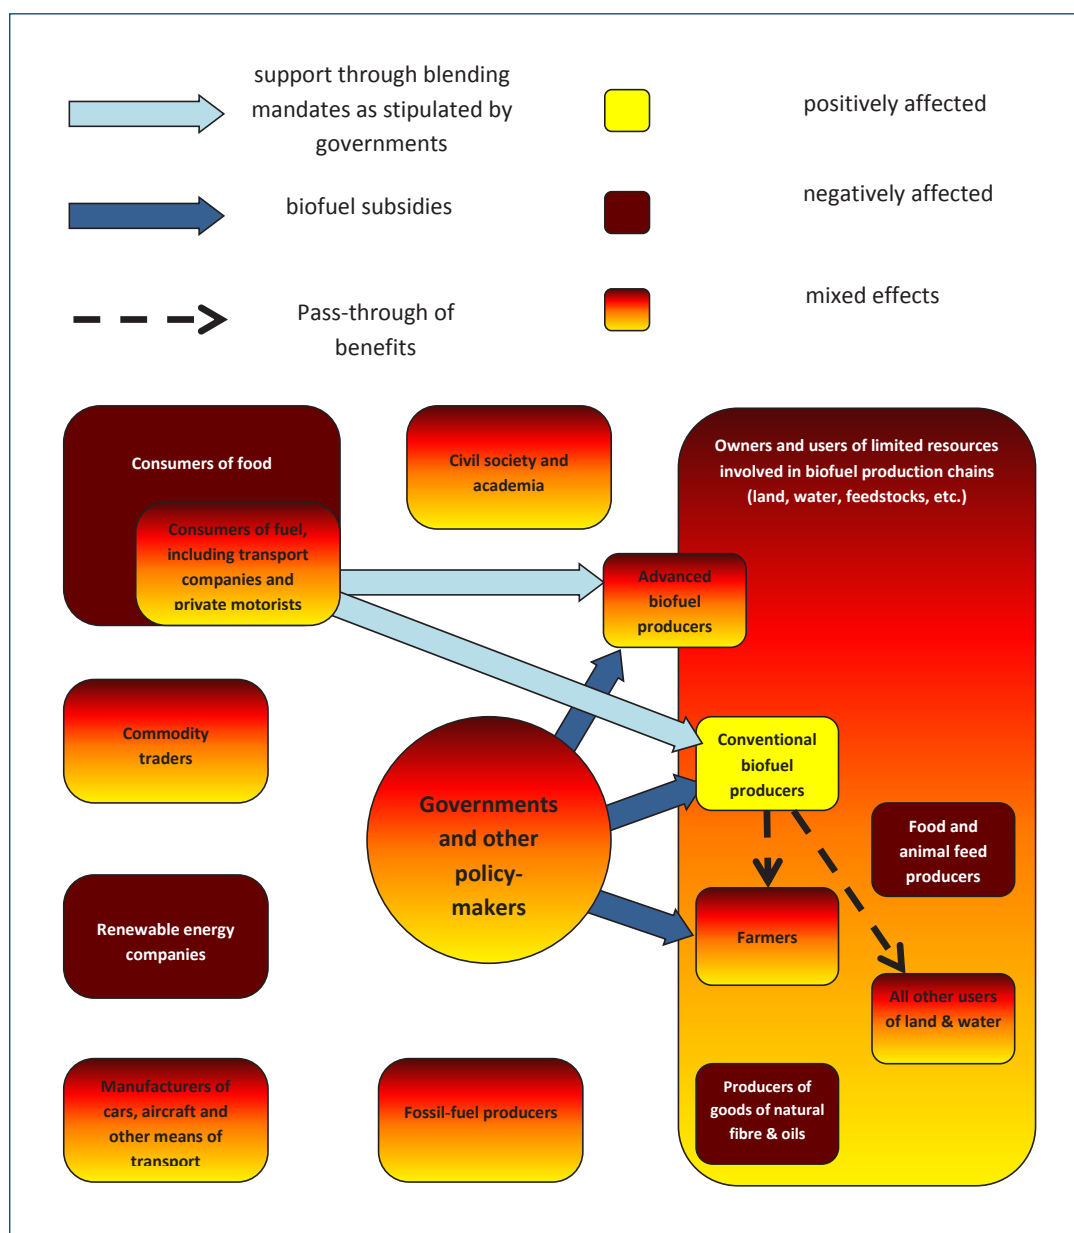 support through blending
mandates as stipulated by
governments
positively affected
biofuel subsidies
negatively affected
Pass-through of
benefits
mixed effects
Consumers of food
Consumers of fuel,
including transport
companies and
private motorists
Civil society and
academia
Owners and users of limited resources
involved in biofuel production chains
(land, water, feedstocks, etc.)
Advanced
biofuel
producers
Commodity
traders
Governments
and other
policy-
makers
Conventional
biofuel
producers
Food and
animal feed
producers
Renewable energy
companies
Farmers
All other users
of land & water
Manufacturers of
cars, aircraft and
other means of
transport
Fossil-fuel producers
Producers of
goods of natural
fibre & oils